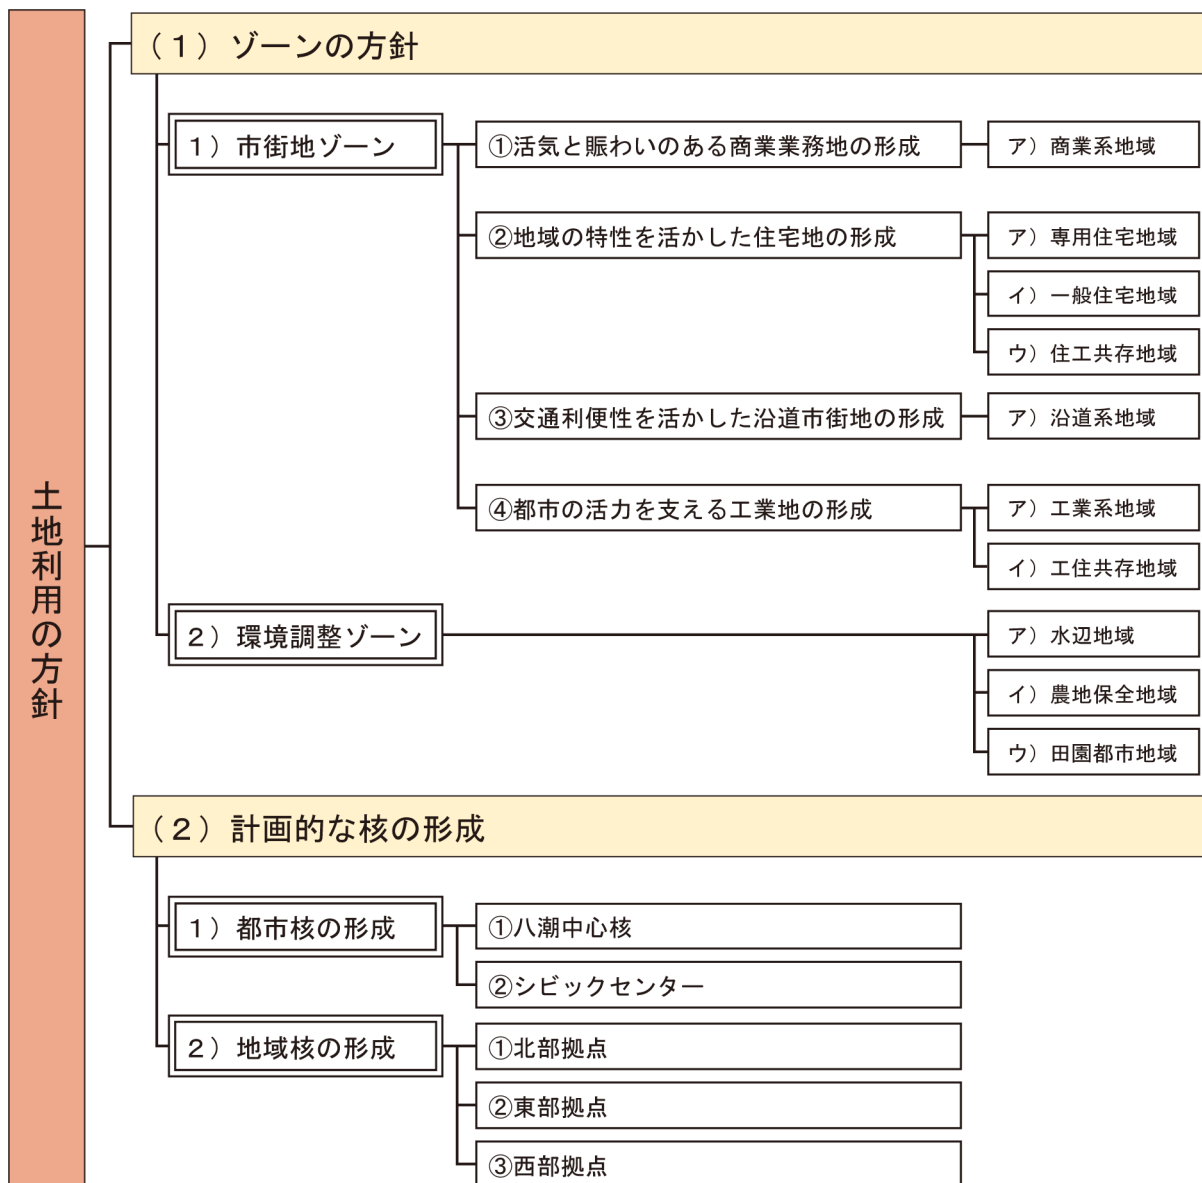 土地利用の方針
（１）ゾーンの方針
１）市街地ゾーン
①活気と賑わいのある商業業務地の形成
ア）商業系地域
②地域の特性を活かした住宅地の形成
ア）専用住宅地域
イ）一般住宅地域
ウ）住工共存地域
③交通利便性を活かした沿道市街地の形成
ア）沿道系地域
④都市の活力を支える工業地の形成
ア）工業系地域
イ）工住共存地域
２）環境調整ゾーン
ア）水辺地域
イ）農地保全地域
ウ）田園都市地域
（２）計画的な核の形成
１）都市核の形成
①八潮中心核
②シビックセンター
２）地域核の形成
①北部拠点
②東部拠点
③西部拠点